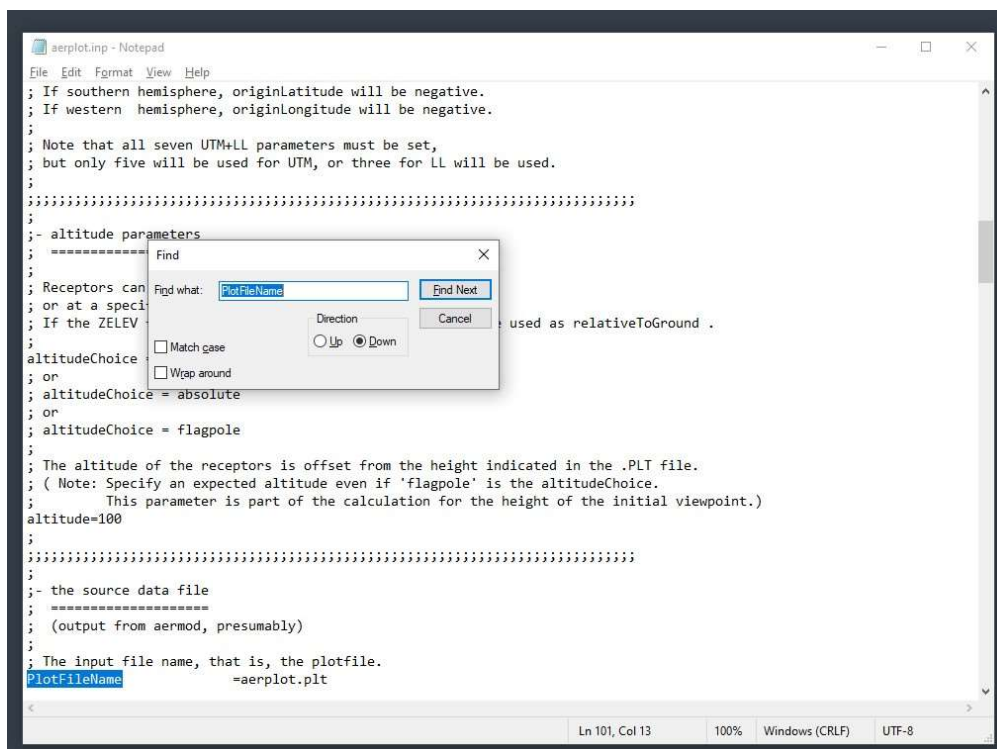 aerplot.inp - Notepad
File Edit Format View Help
; If southern hemisphere, originLatitude will be negative.
; If western  hemisphere, originLongitude will be negative.
;
; Note that all seven UTM+LL parameters must be set,
; but only five will be used for UTM, or three for LL will be used.
;
;;;;;;;;;;;;;;;;;;;;;;;;;;;;;;;;;;;;;;;;;;;;;;;;;;;;;;;;;;;;;;;;;;;;;;;;;;;;;
;
;- altitude parameters
;  ============
;
; Receptors can
; or at a speci
; If the ZELEV
used as relativeToGround .
;
altitudeChoice =
; or
; altitudeChoice = absolute
; or
; altitudeChoice = flagpole
;
; The altitude of the receptors is offset from the height indicated in the .PLT file.
; ( Note: Specify an expected altitude even if 'flagpole' is the altitudeChoice.
;         This parameter is part of the calculation for the height of the initial viewpoint.)
altitude=100
;
;;;;;;;;;;;;;;;;;;;;;;;;;;;;;;;;;;;;;;;;;;;;;;;;;;;;;;;;;;;;;;;;;;;;;;;;;;;;;
;
;- the source data file
;  ====================
;  (output from aermod, presumably)
;
; The input file name, that is, the plotfile.
PlotFileName              =aerplot.plt
Find
Find what: PlotFileName Find Next
Direction Cancel
Up Down
Match case
Wrap around
Ln 101, Col 13 100% Windows (CRLF) UTF-8